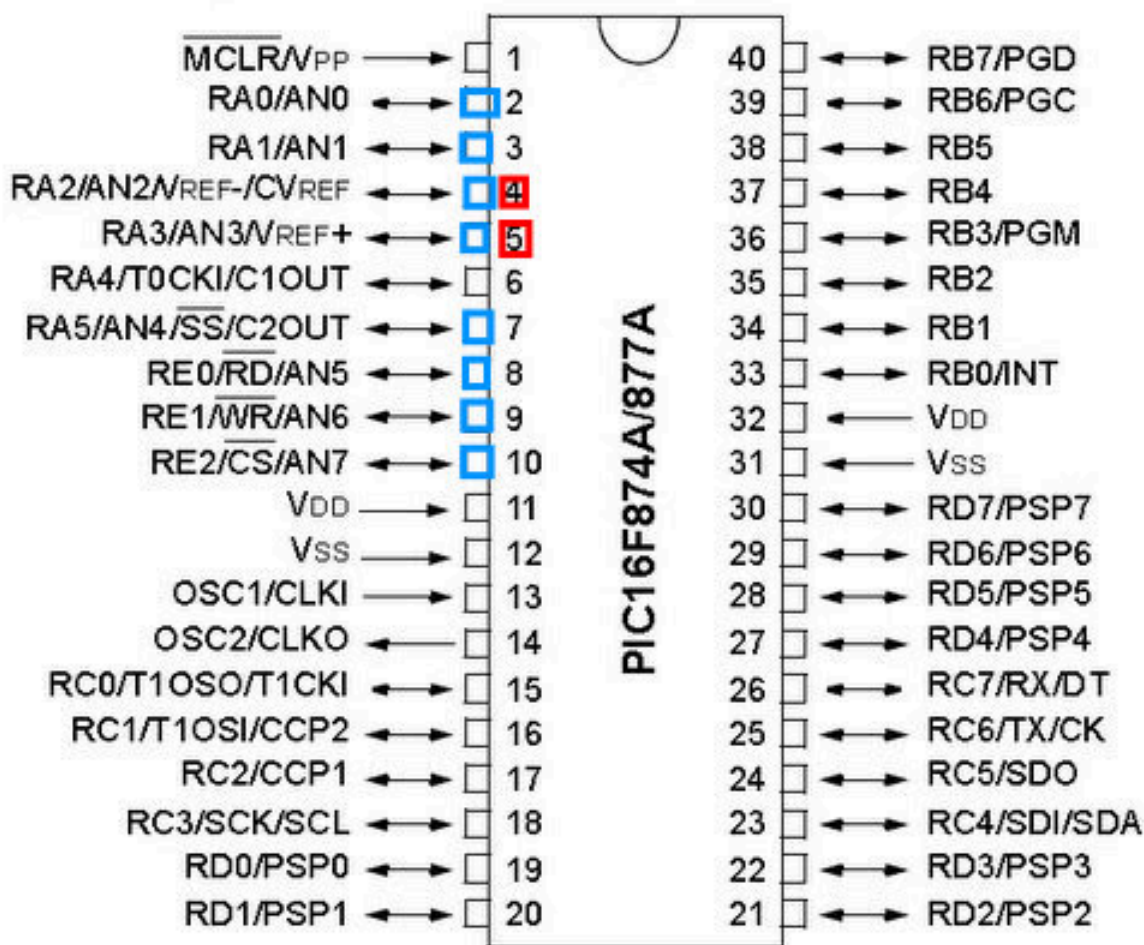 MCLR/VPP 1 40 RB7/PGD
RA0/AN0 2 39 RB6/PGC
RA1/AN1 3 38 RB5
RA2/AN2/VREF-/CVREF 4 37 RB4
RA3/AN3/VREF+ 5 36 RB3/PGM
RA4/T0CKI/C1OUT 6 35 RB2
RA5/AN4/SS/C2OUT 7 34 RB1
RE0/RD/AN5 8 33 RB0/INT
RE1/WR/AN6 9 32 VDD
RE2/CS/AN7 10 31 VSS
VDD 11 30 RD7/PSP7
VSS 12 29 RD6/PSP6
OSC1/CLKI 13 28 RD5/PSP5
OSC2/CLKO 14 27 RD4/PSP4
RC0/T1OSO/T1CKI 15 26 RC7/RX/DT
RC1/T1OSI/CCP2 16 25 RC6/TX/CK
RC2/CCP1 17 24 RC5/SDO
RC3/SCK/SCL 18 23 RC4/SDI/SDA
RD0/PSP0 19 22 RD3/PSP3
RD1/PSP1 20 21 RD2/PSP2
PIC16F874A/877A